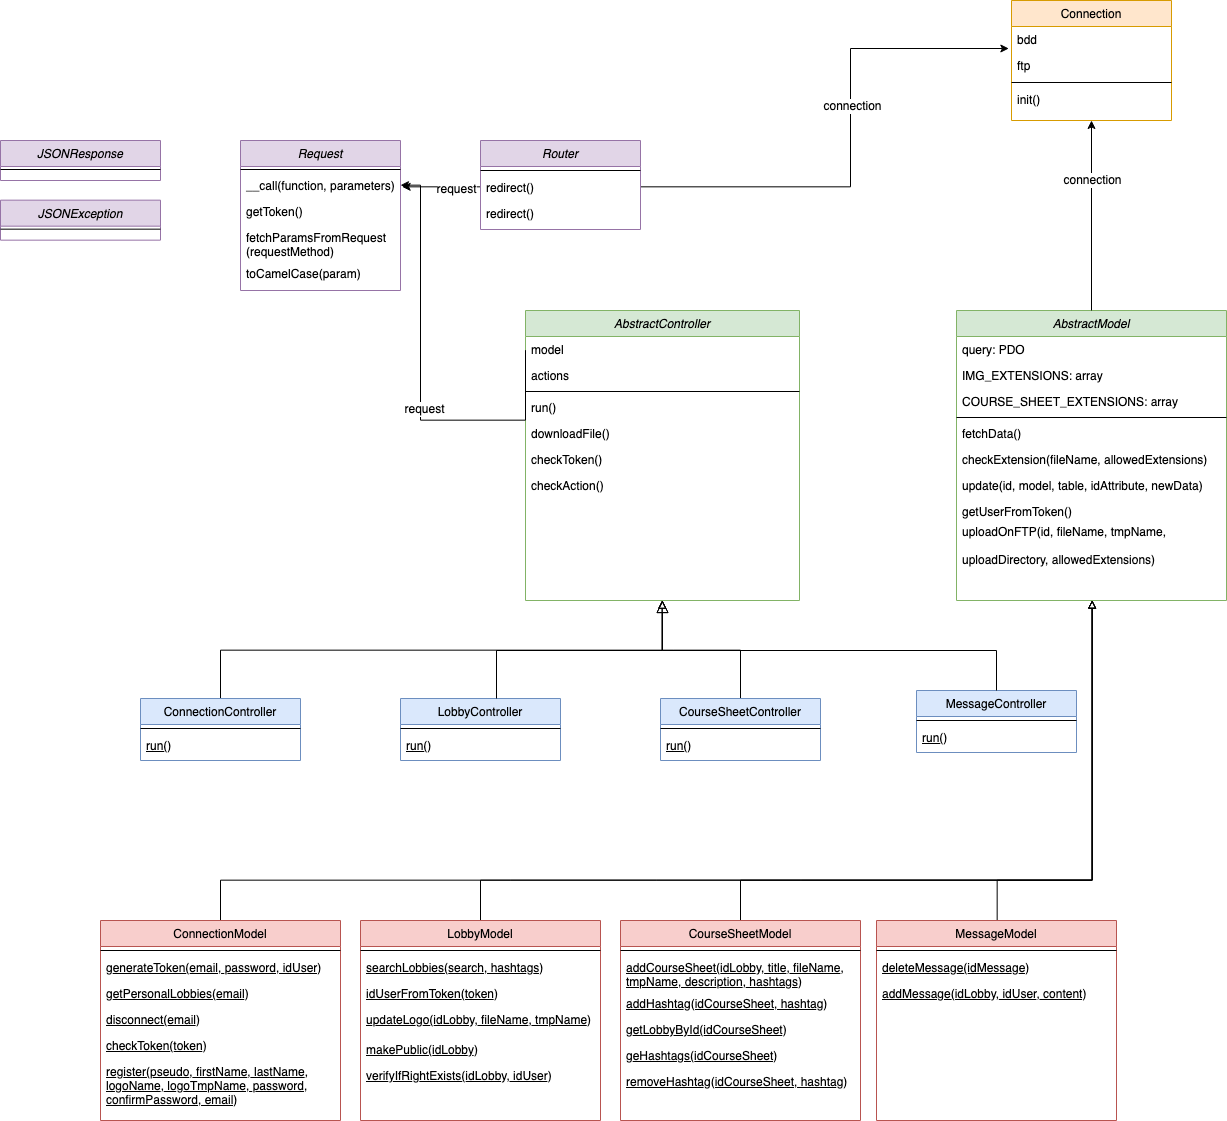 Connection
bdd
ftp
init()
connection
JSONResponse
JSONException
Request
__call(function, parameters)
getToken()
fetchParamsFromRequest
(requestMethod)
toCamelCase(param)
request
Router
redirect()
redirect()
connection
AbstractController
model
actions
run()
downloadFile()
checkToken()
checkAction()
request
AbstractModel
query: PDO
IMG_EXTENSIONS: array
COURSE_SHEET_EXTENSIONS: array
fetchData()
checkExtension(fileName, allowedExtensions)
update(id, model, table, idAttribute, newData)
getUserFromToken()
uploadOnFTP(id, fileName, tmpName,
uploadDirectory, allowedExtensions)
ConnectionController
run()
LobbyController
run()
CourseSheetController
run()
MessageController
run()
ConnectionModel
generateToken(email, password, idUser)
getPersonalLobbies(email)
disconnect(email)
checkToken(token)
register(pseudo, firstName, lastName,
logoName, logoTmpName, password,
confirmPassword, email)
LobbyModel
searchLobbies(search, hashtags)
idUserFromToken(token)
updateLogo(idLobby, fileName, tmpName)
makePublic(idLobby)
verifyIfRightExists(idLobby, idUser)
CourseSheetModel
addCourseSheet(idLobby, title, fileName,
tmpName, description, hashtags)
addHashtag(idCourseSheet, hashtag)
getLobbyById(idCourseSheet)
geHashtags(idCourseSheet)
removeHashtag(idCourseSheet, hashtag)
MessageModel
deleteMessage(idMessage)
addMessage(idLobby, idUser, content)